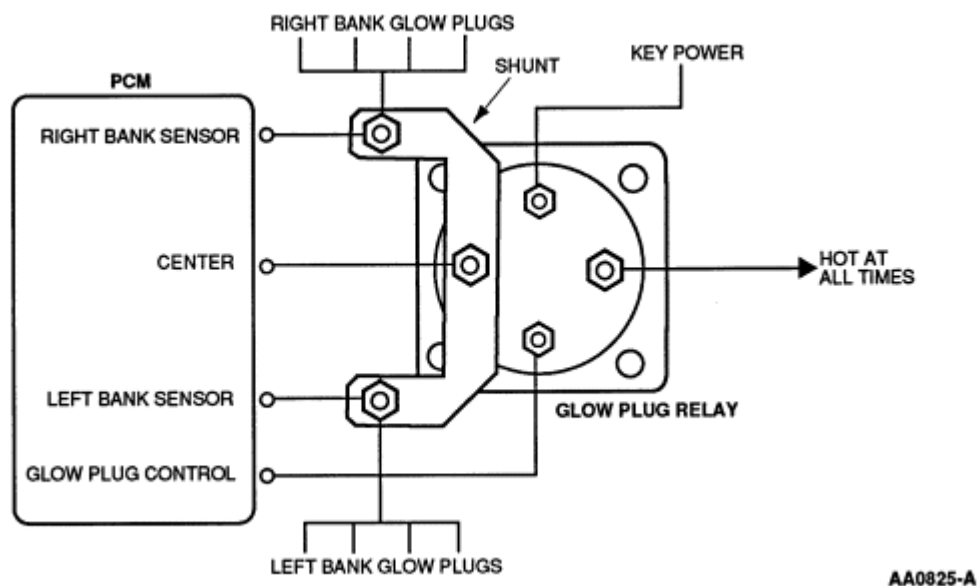 RIGHT BANK GLOW PLUGS
SHUNT
KEY POWER
PCM
RIGHT BANK SENSOR
CENTER
HOT AT
ALL TIMES
LEFT BANK SENSOR
GLOW PLUG RELAY
GLOW PLUG CONTROL
LEFT BANK GLOW PLUGS
AA0825-A